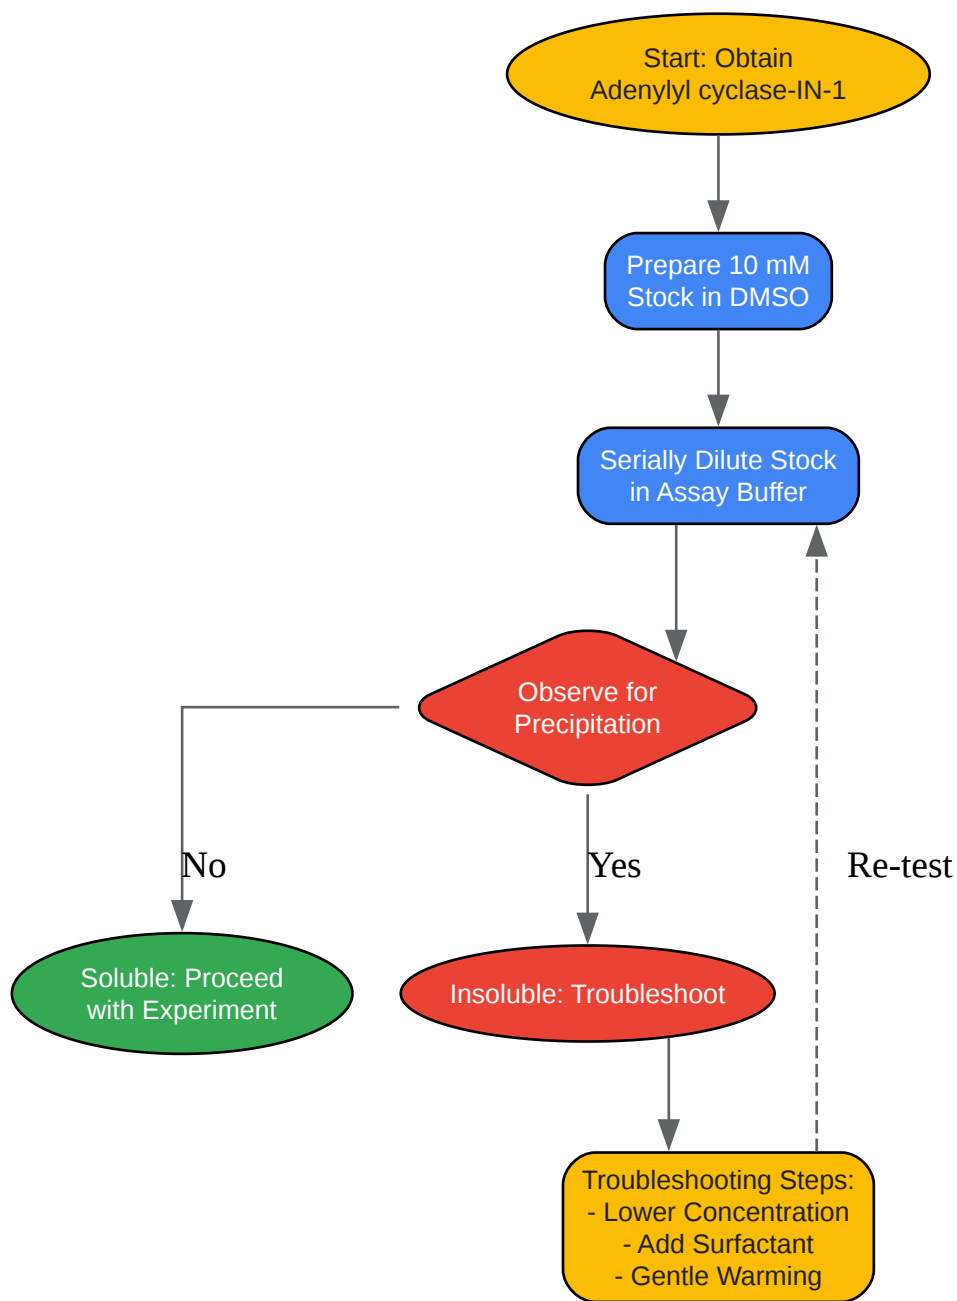 Start: Obtain
Adenylyl cyclase-IN-1
Prepare 10 mM
Stock in DMSO
Serially Dilute Stock
in Assay Buffer
Observe for
Precipitation
No
Yes
Re-test
Soluble: Proceed
with Experiment
Insoluble: Troubleshoot
Troubleshooting Steps:
- Lower Concentration
- Add Surfactant
- Gentle Warming